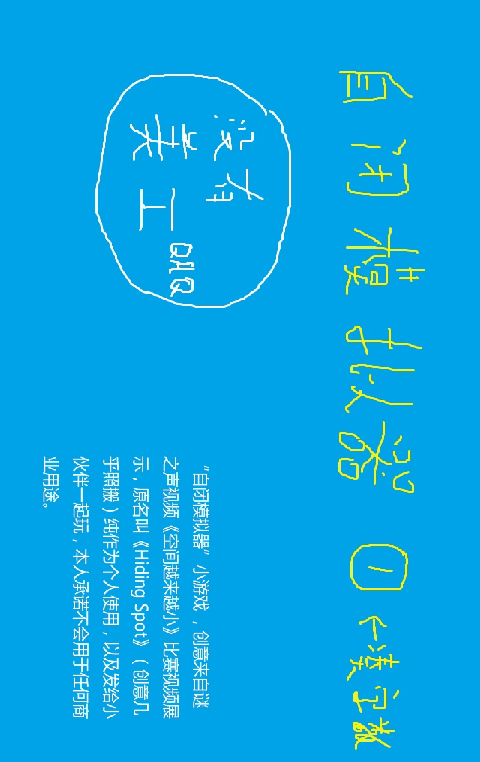 自闭模拟器 ① ←凑字数
没有
美工
QAQ
“自闭模拟器”小游戏，创意来自谜
之声视频《空间越来越小》比赛视频展
示，原名叫《Hiding Spot》（创意几
乎照搬）纯作为个人使用，以及发给小
伙伴一起玩，本人承诺不会用于任何商
业用途。